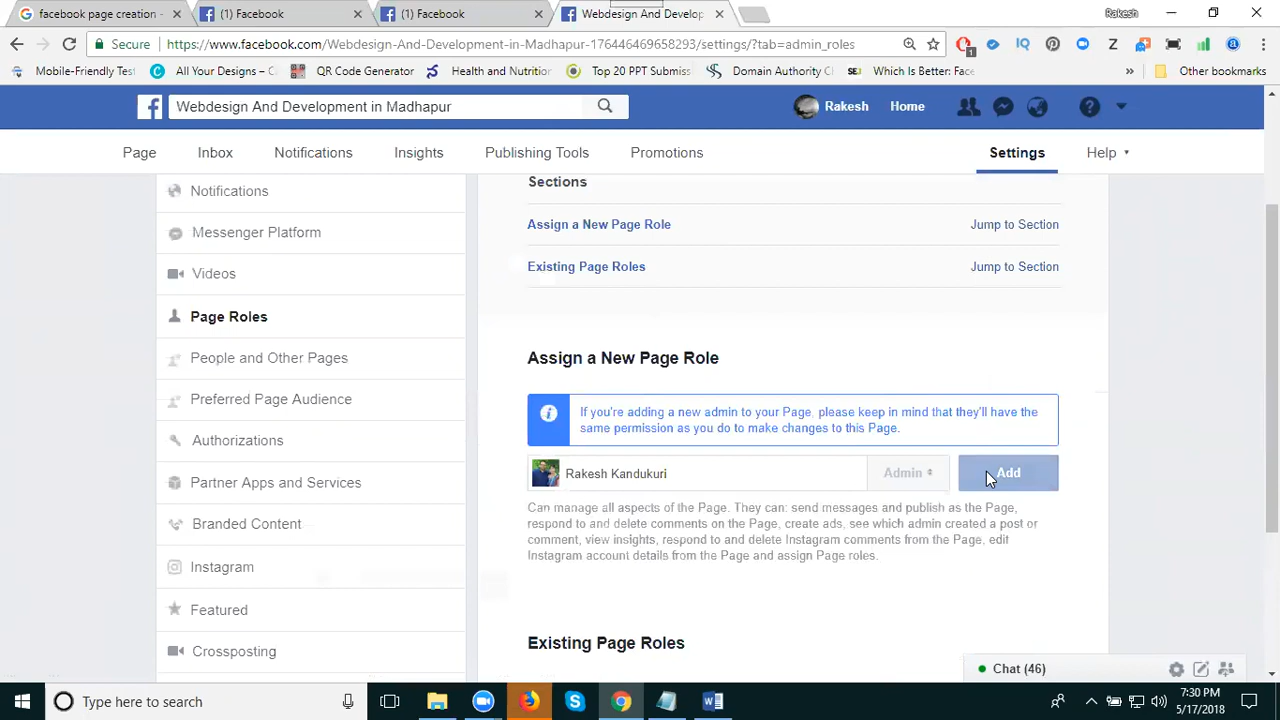 facebook page creation -
(1) Facebook
(1) Facebook
Webdesign And Develop
Rakesh
Secure
https://www.facebook.com/Webdesign-And-Development-in-Madhapur-176446469658293/settings/?tab=admin_roles
1
Mobile-Friendly Test
All Your Designs – C
QR Code Generator
Health and Nutrition
Top 20 PPT Submiss
Domain Authority C
Which Is Better: Face
»
Other bookmarks
Webdesign And Development in Madhapur
Rakesh
Home
Page
Inbox
Notifications
Insights
Publishing Tools
Promotions
Settings
Help
Notifications
Messenger Platform
Videos
Page Roles
People and Other Pages
Preferred Page Audience
Authorizations
Partner Apps and Services
Branded Content
Instagram
Featured
Crossposting
Sections
Assign a New Page Role
Jump to Section
Existing Page Roles
Jump to Section
Assign a New Page Role
If you're adding a new admin to your Page, please keep in mind that they'll have the
same permission as you do to make changes to this Page.
Rakesh Kandukuri
Admin
Add
Can manage all aspects of the Page. They can: send messages and publish as the Page,
respond to and delete comments on the Page, create ads, see which admin created a post or
comment, view insights, respond to and delete Instagram comments from the Page, edit
Instagram account details from the Page and assign Page roles.
Existing Page Roles
Chat (46)
Type here to search
7:30 PM
5/17/2018